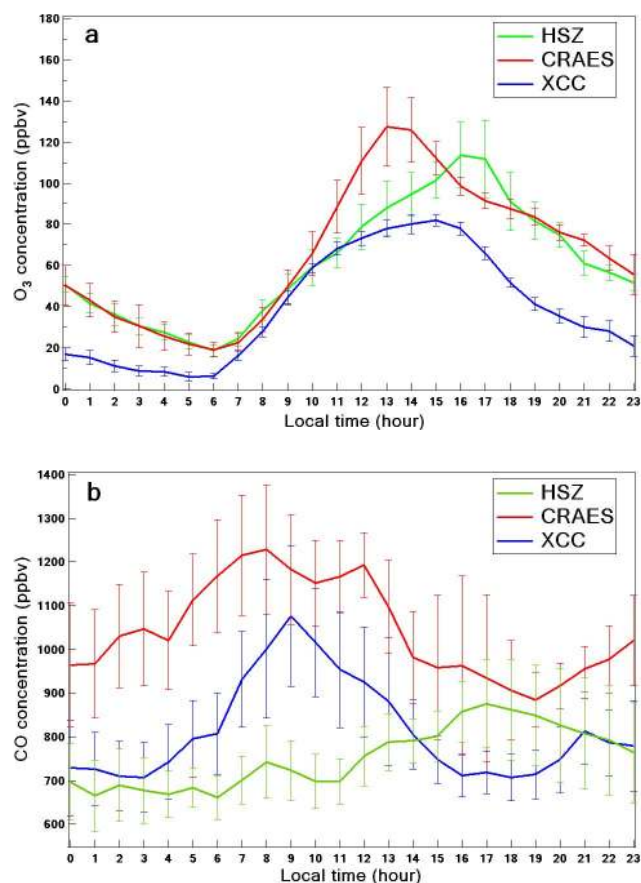 a
HSZ
CRAES
XCC
O3 concentration (ppbv)
180
160
140
120
100
80
60
40
20
0
0 1 2 3 4 5 6 7 8 9 10 11 12 13 14 15 16 17 18 19 20 21 22 23
Local time (hour)
b
HSZ
CRAES
XCC
CO concentration (ppbv)
1400
1300
1200
1100
1000
900
800
700
600
0 1 2 3 4 5 6 7 8 9 10 11 12 13 14 15 16 17 18 19 20 21 22 23
Local time (hour)